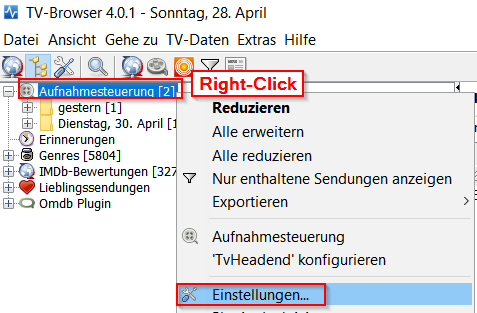 TV-Browser 4.0.1 - Sonntag, 28. April
Datei Ansicht Gehe zu TV-Daten Extras Hilfe
Right-Click
Aufnahmesteuerung [2]
gestern [1]
Dienstag, 30. April [1
Erinnerungen
Genres [5804]
IMDb-Bewertungen [327
Lieblingssendungen
Omdb Plugin
Reduzieren
Alle erweitern
Alle reduzieren
Nur enthaltene Sendungen anzeigen
Exportieren
Aufnahmesteuerung
'TvHeadend' konfigurieren
Einstellungen...